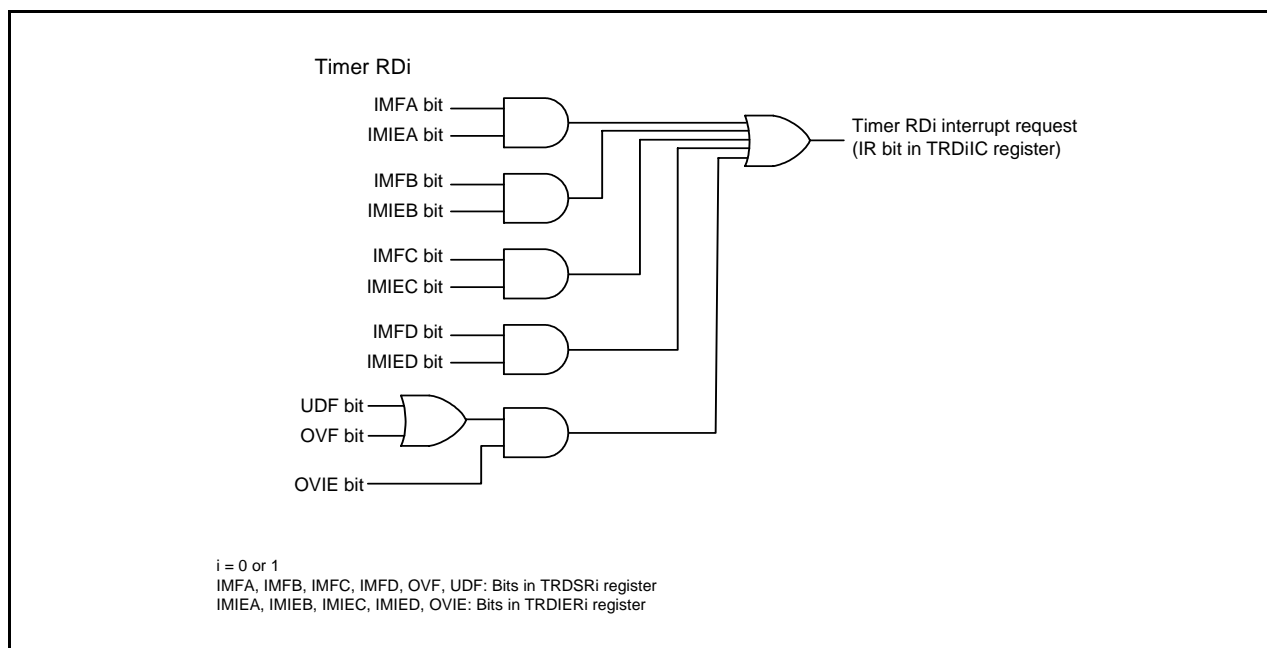 Timer RDi
IMFA bit
IMIEA bit
Timer RDi interrupt request
(IR bit in TRDiIC register)
IMFB bit
IMIEB bit
IMFC bit
IMIEC bit
IMFD bit
IMIED bit
UDF bit
OVF bit
OVIE bit
i = 0 or 1
IMFA, IMFB, IMFC, IMFD, OVF, UDF: Bits in TRDSRi register
IMIEA, IMIEB, IMIEC, IMIED, OVIE: Bits in TRDIERi register